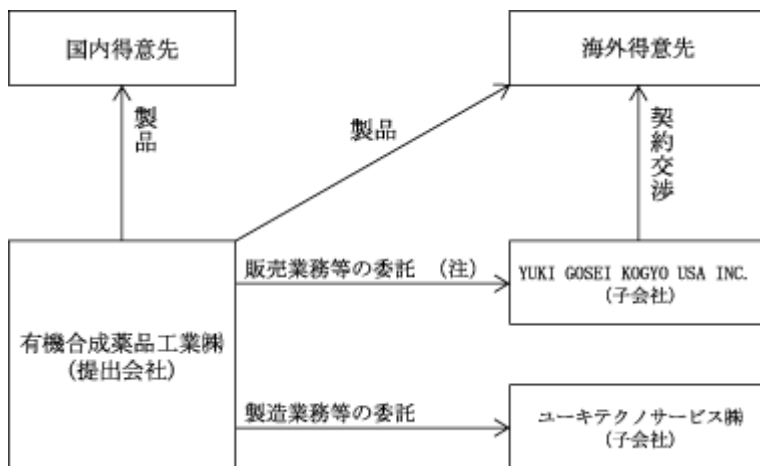 国内得意先
海外得意先
製品
製品
契約交渉
販売業務等の委託 (注)
YUKI GOSEI KOGYO USA INC.
(子会社)
有機合成薬品工業㈱
(提出会社)
製造業務等の委託
ユーキテクノサービス㈱
(子会社)